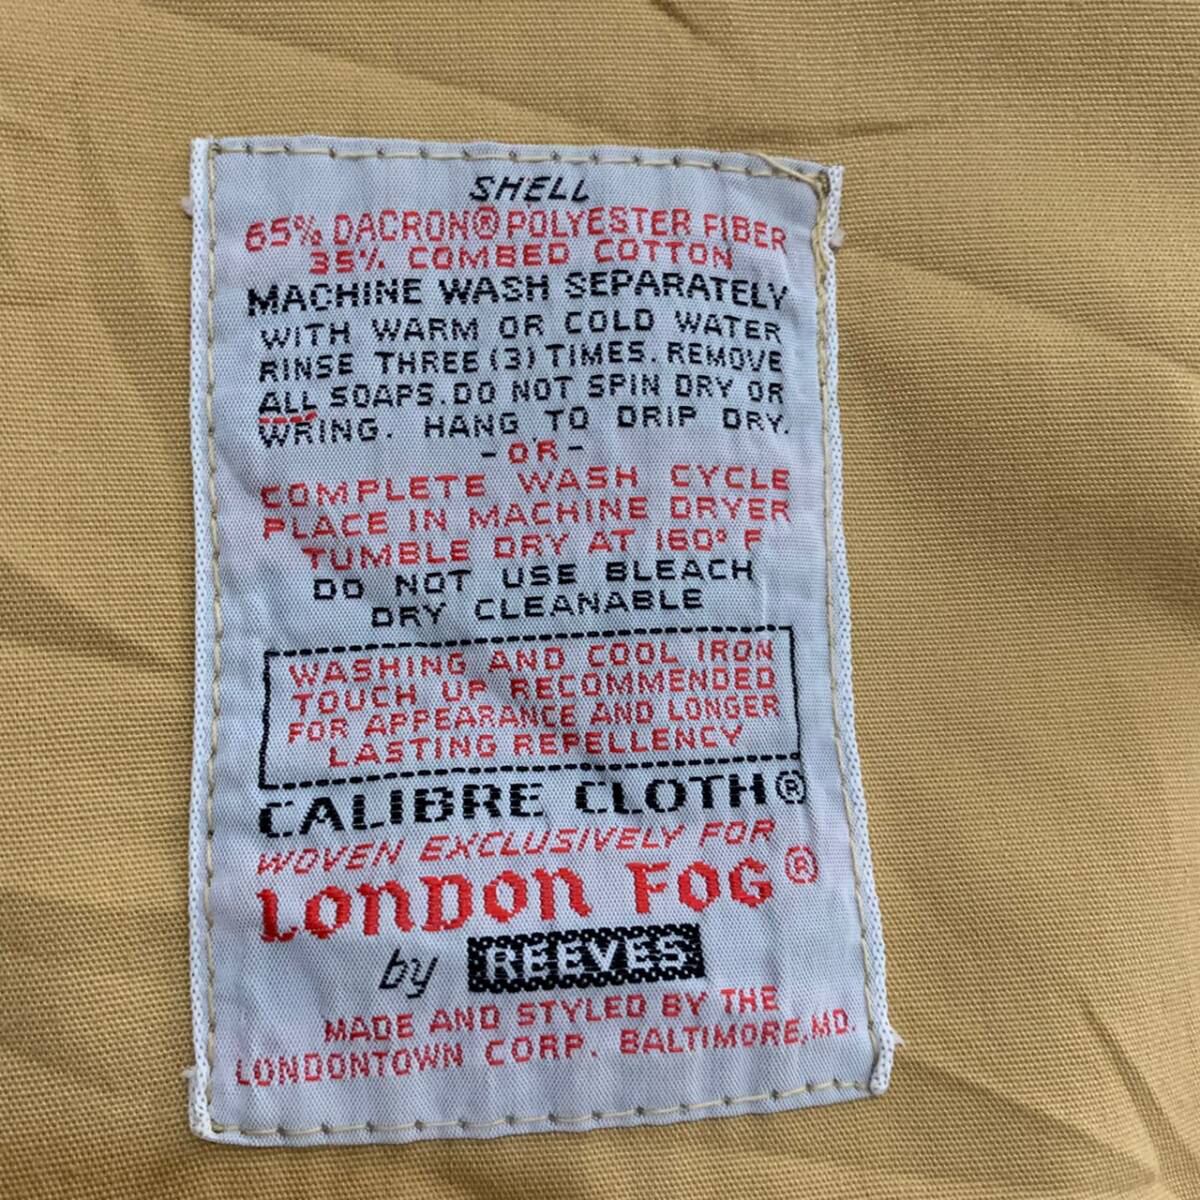 SHELL
65% DACRON® POLYESTER FIBER
35% COMBED COTTON
MACHINE WASH SEPARATELY
WITH WARM OR COLD WATER
RINSE THREE (3) TIMES. REMOVE
ALL SOAPS. DO NOT SPIN DRY OR
WRING. HANG TO DRIP DRY.
- OR -
COMPLETE WASH CYCLE
PLACE IN MACHINE DRYER
TUMBLE DRY AT 160° F
DO NOT USE BLEACH
DRY CLEANABLE
WASHING AND COOL IRON
TOUCH UP RECOMMENDED
FOR APPEARANCE AND LONGER
LASTING REPELLENCY
CALIBRE CLOTH®
WOVEN EXCLUSIVELY FOR
LONDON FOG®
by REEVES
MADE AND STYLED BY THE
LONDONTOWN CORP. BALTIMORE, MD.